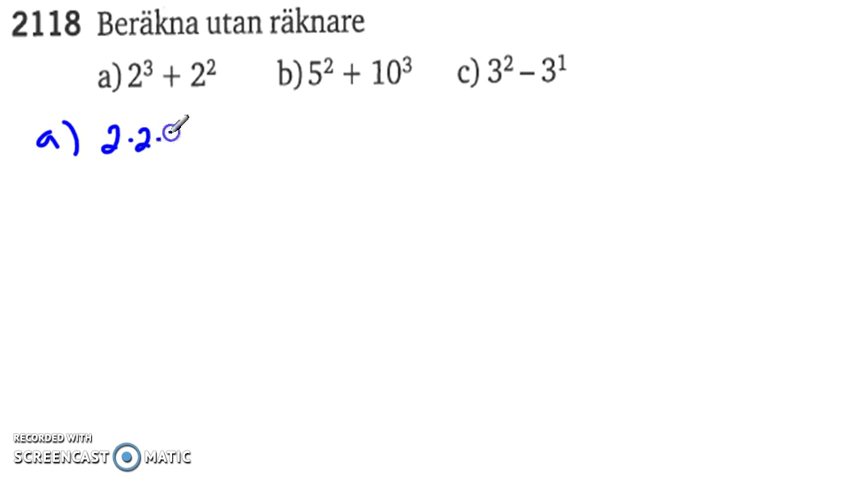 2118 Beräkna utan räknare
a) 2³ + 2² b) 5² + 10³ c) 3² – 3¹
a) 2·2·
RECORDED WITH
SCREENCAST MATIC